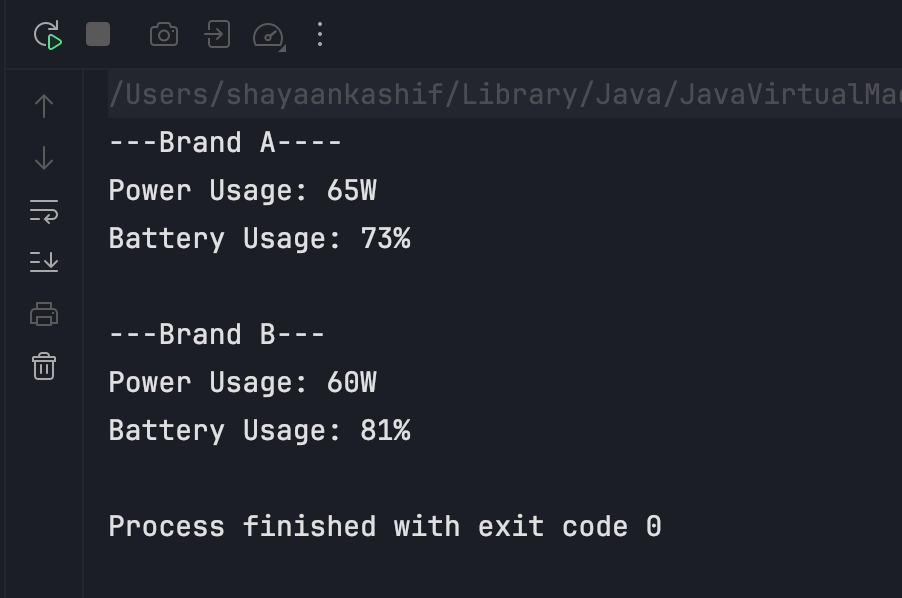 /Users/shayaankashif/Library/Java/JavaVirtualMa
---Brand A----
Power Usage: 65W
Battery Usage: 73%
---Brand B---
Power Usage: 60W
Battery Usage: 81%
Process finished with exit code 0